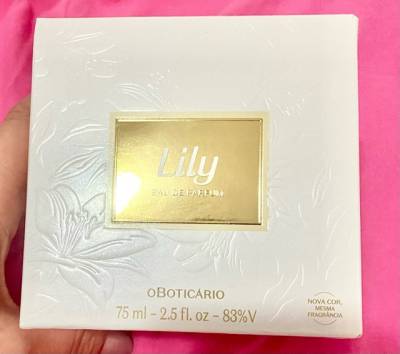 Lily
EAU DE PARFUM
OBOTICÁRIO
75 ml - 2.5 fl. oz - 83%V
NOVA COR,
MESMA
FRAGRÂNCIA